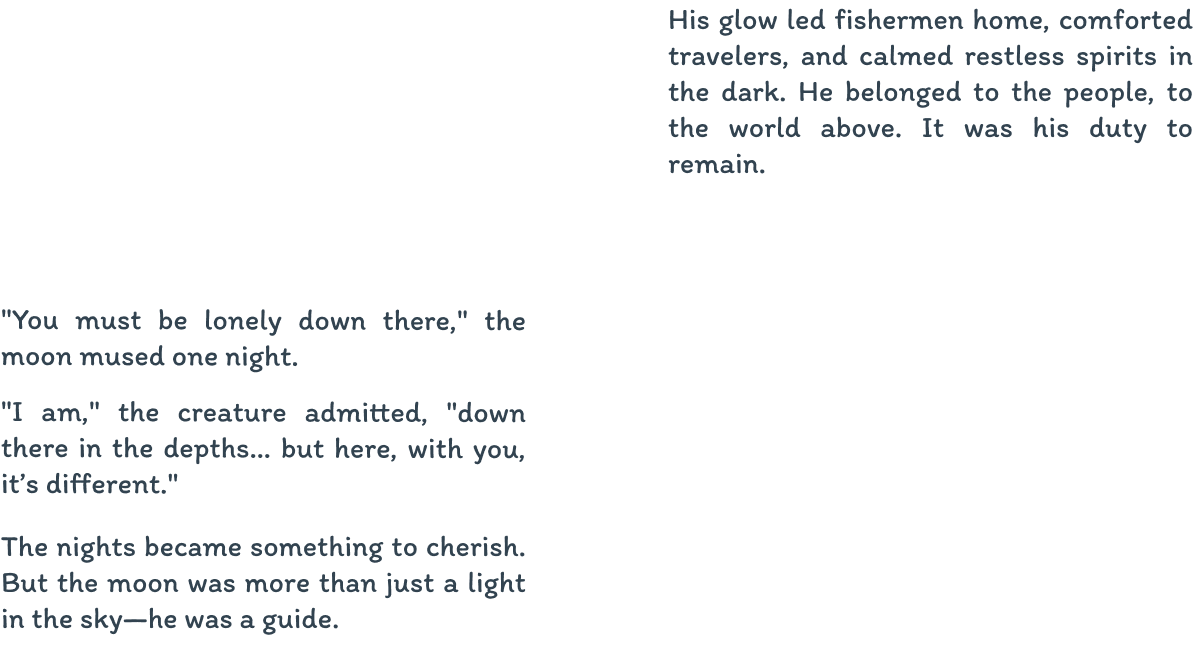 "You must be lonely down there," the
moon mused one night.
"I am," the creature admitted, "down
there in the depths... but here, with you,
it’s different."
The nights became something to cherish.
But the moon was more than just a light
in the sky—he was a guide.
His glow led fishermen home, comforted
travelers, and calmed restless spirits in
the dark. He belonged to the people, to
the world above. It was his duty to
remain.